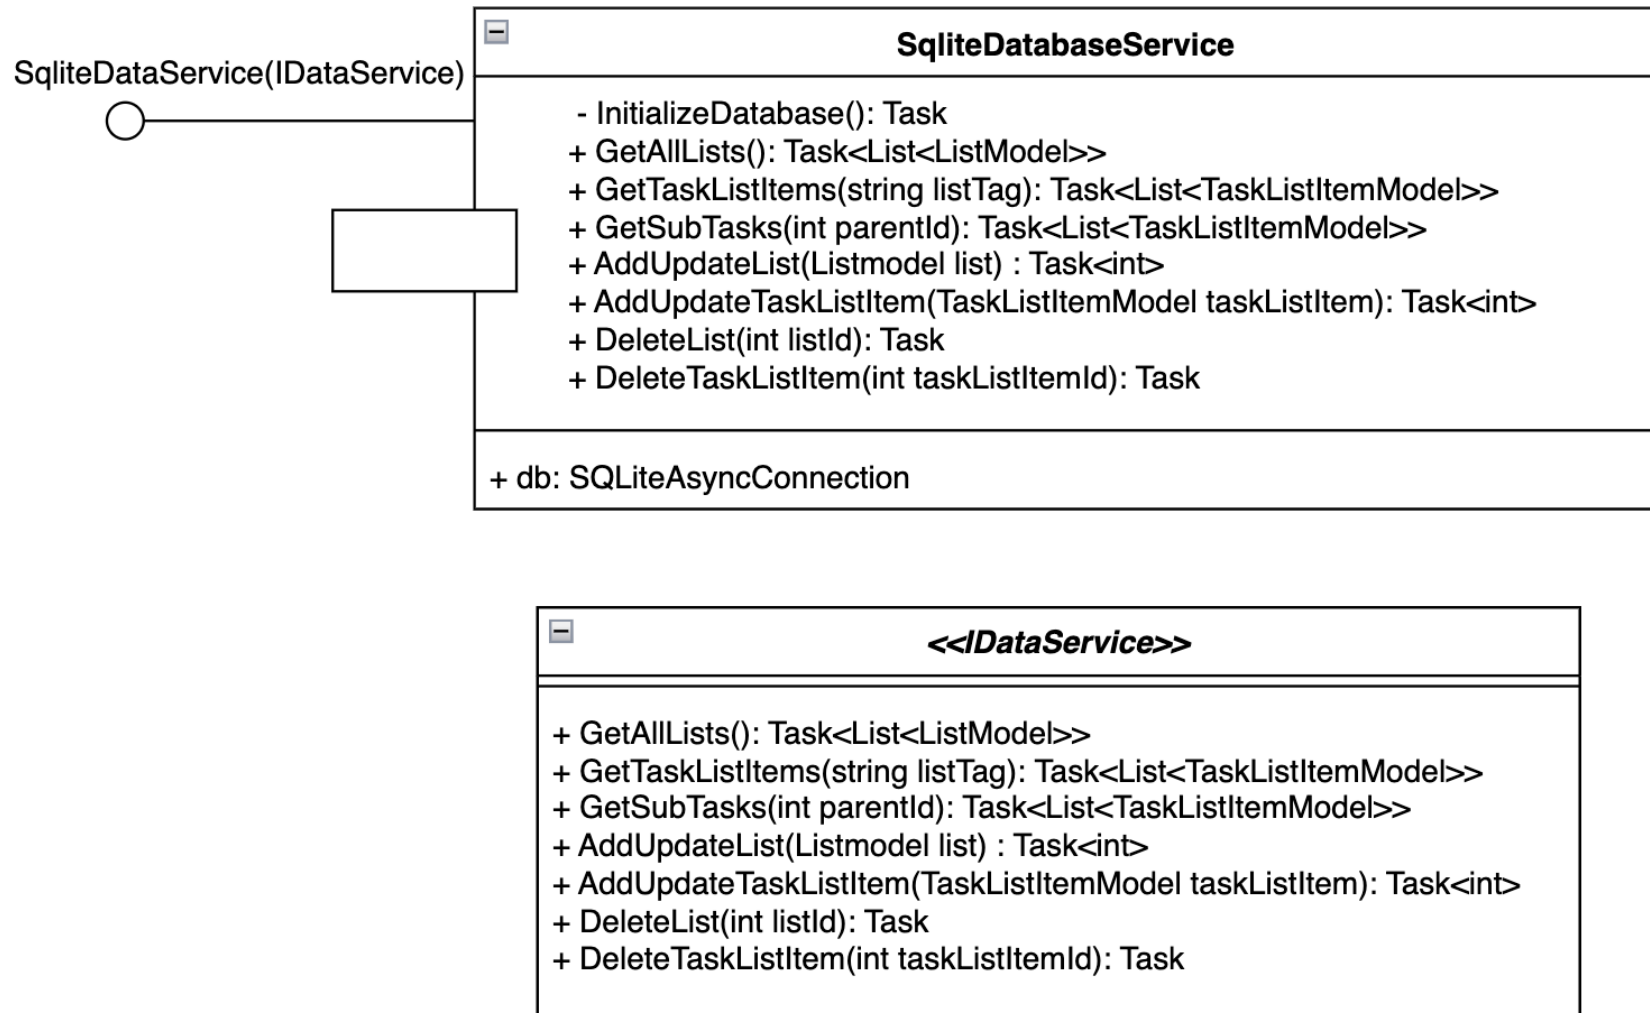 SqliteDatabaseService
SqliteDataService(IDataService)
- InitializeDatabase(): Task
+ GetAllLists(): Task<List<ListModel>>
+ GetTaskListItems(string listTag): Task<List<TaskListItemModel>>
+ GetSubTasks(int parentId): Task<List<TaskListItemModel>>
+ AddUpdateList(Listmodel list) : Task<int>
+ AddUpdateTaskListItem(TaskListItemModel taskListItem): Task<int>
+ DeleteList(int listId): Task
+ DeleteTaskListItem(int taskListItemId): Task
+ db: SQLiteAsyncConnection
<<IDataService>>
+ GetAllLists(): Task<List<ListModel>>
+ GetTaskListItems(string listTag): Task<List<TaskListItemModel>>
+ GetSubTasks(int parentId): Task<List<TaskListItemModel>>
+ AddUpdateList(Listmodel list) : Task<int>
+ AddUpdateTaskListItem(TaskListItemModel taskListItem): Task<int>
+ DeleteList(int listId): Task
+ DeleteTaskListItem(int taskListItemId): Task